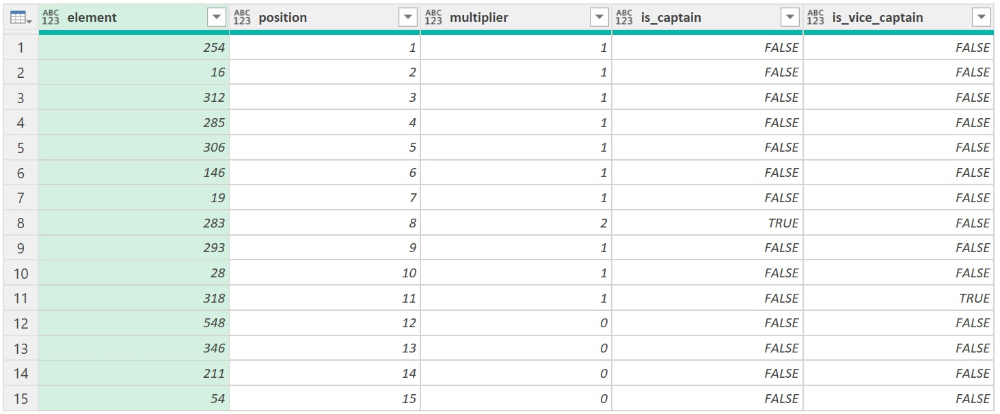 ABC 123 element ABC 123 position ABC 123 multiplier ABC 123 is_captain ABC 123 is_vice_captain
1 254 1 1 FALSE FALSE
2 16 2 1 FALSE FALSE
3 312 3 1 FALSE FALSE
4 285 4 1 FALSE FALSE
5 306 5 1 FALSE FALSE
6 146 6 1 FALSE FALSE
7 19 7 1 FALSE FALSE
8 283 8 2 TRUE FALSE
9 293 9 1 FALSE FALSE
10 28 10 1 FALSE FALSE
11 318 11 1 FALSE TRUE
12 548 12 0 FALSE FALSE
13 346 13 0 FALSE FALSE
14 211 14 0 FALSE FALSE
15 54 15 0 FALSE FALSE